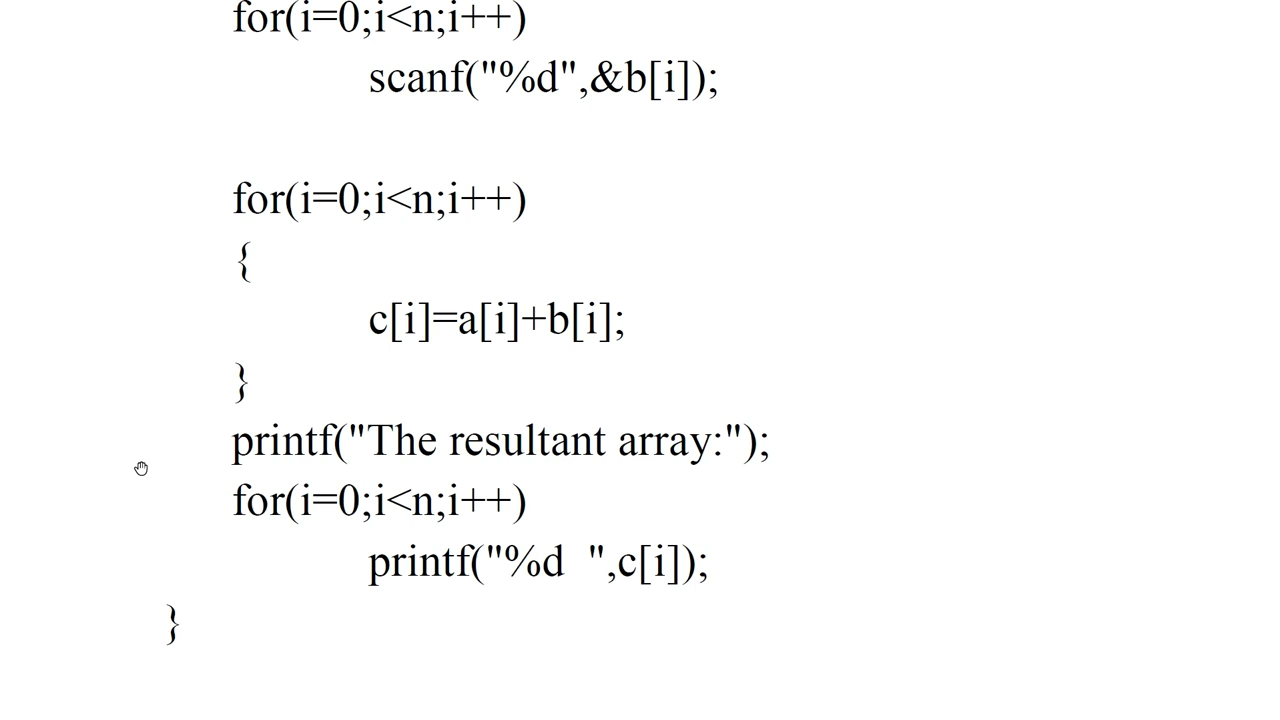 for(i=0;i<n;i++)
scanf("%d",&b[i]);
for(i=0;i<n;i++)
{
c[i]=a[i]+b[i];
}
printf("The resultant array:");
for(i=0;i<n;i++)
printf("%d  ",c[i]);
}